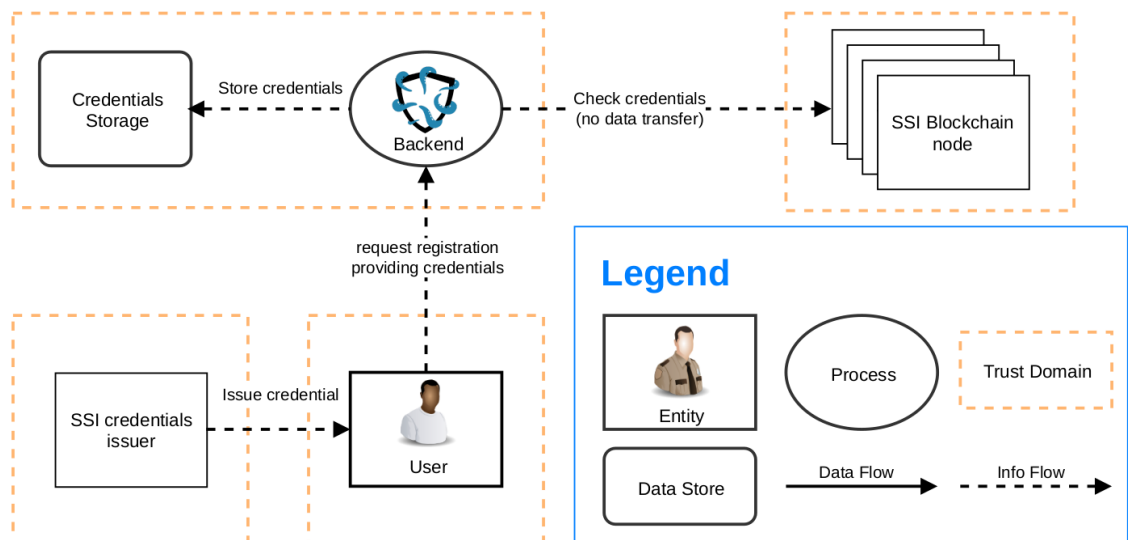 Credentials
Storage
Store credentials
Backend
Check credentials
(no data transfer)
SSI Blockchain
node
request registration
providing credentials
SSI credentials
issuer
Issue credential
User
Legend
Entity
Process
Trust Domain
Data Store
Data Flow
Info Flow